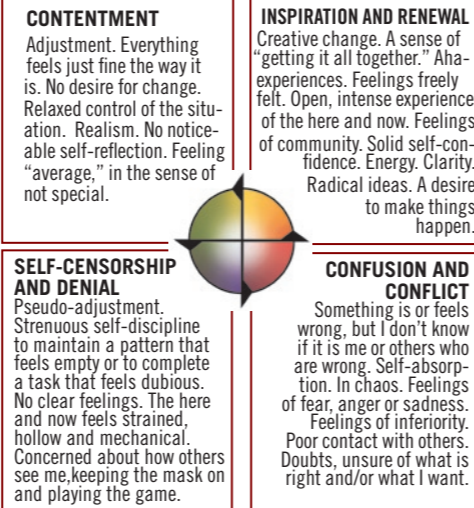 CONTENTMENT
Adjustment. Everything
feels just fine the way it
is. No desire for change.
Relaxed control of the situ-
ation. Realism. No notice-
able self-reflection. Feeling
“average,” in the sense of
not special.
INSPIRATION AND RENEWAL
Creative change. A sense of
“getting it all together.” Aha-
experiences. Feelings freely
felt. Open, intense experience
of the here and now. Feelings
of community. Solid self-con-
fidence. Energy. Clarity.
Radical ideas. A desire
to make things
happen.
SELF-CENSORSHIP
AND DENIAL
Pseudo-adjustment.
Strenuous self-discipline
to maintain a pattern that
feels empty or to complete
a task that feels dubious.
No clear feelings. The here
and now feels strained,
hollow and mechanical.
Concerned about how others
see me,keeping the mask on
and playing the game.
CONFUSION AND
CONFLICT
Something is or feels
wrong, but I don’t know
if it is me or others who
are wrong. Self-absorp-
tion. In chaos. Feelings
of fear, anger or sadness.
Feelings of inferiority.
Poor contact with others.
Doubts, unsure of what is
right and/or what I want.